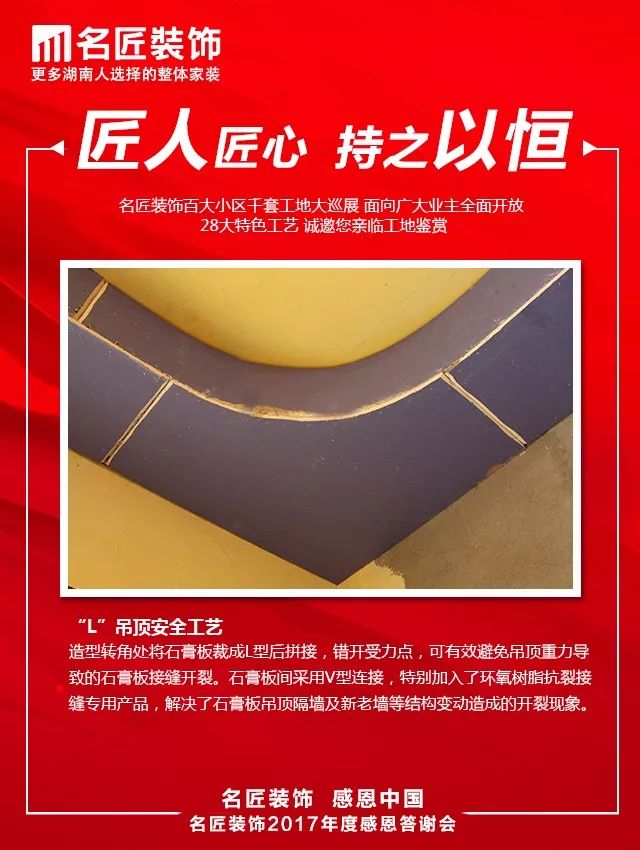 名匠装饰
更多湖南人选择的整体家装
匠人匠心 持之以恒
名匠装饰百大小区千套工地大巡展 面向广大业主全面开放
28大特色工艺 诚邀您亲临工地鉴赏
“L”吊顶安全工艺
造型转角处将石膏板裁成L型后拼接，错开受力点，可有效避免吊顶重力导
致的石膏板接缝开裂。石膏板间采用V型连接，特别加入了环氧树脂抗裂接
缝专用产品，解决了石膏板吊顶隔墙及新老墙等结构变动造成的开裂现象。
名匠装饰 感恩中国
名匠装饰2017年度感恩答谢会